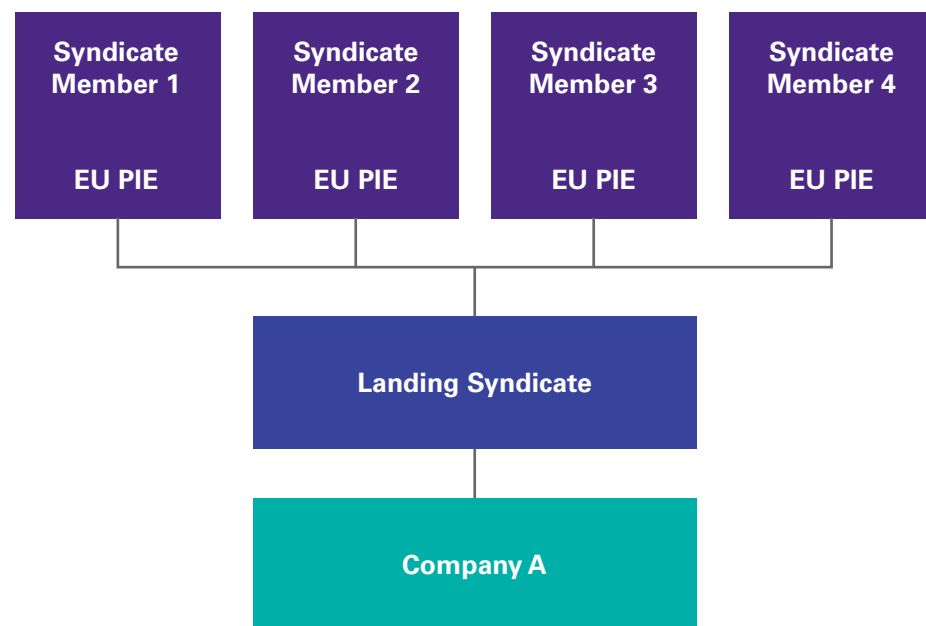 Syndicate
Member 1
EU PIE
Syndicate
Member 2
EU PIE
Syndicate
Member 3
EU PIE
Syndicate
Member 4
EU PIE
Landing Syndicate
Company A